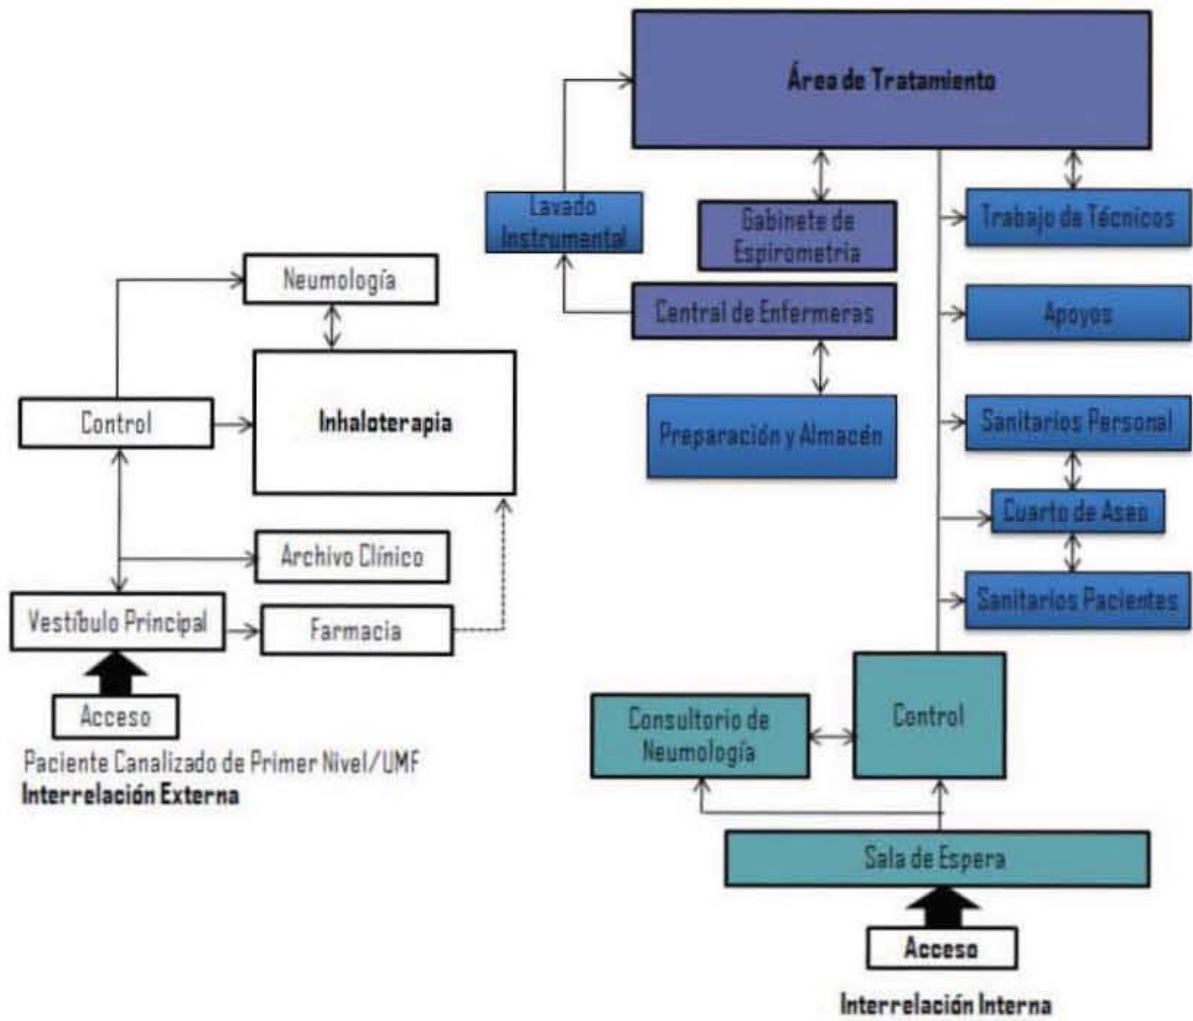 Neumología
Control
Inhaloterapia
Archivo Clínico
Vestíbulo Principal
Farmacia
Acceso
Paciente Canalizado de Primer Nivel/UMF
Interrelación Externa
Área de Tratamiento
Lavado
Instrumental
Gabinete de
Espirometria
Trabajo de Técnicos
Central de Enfermeras
Apoyos
Preparación y Almacén
Sanitarios Personal
Cuarto de Aseo
Sanitarios Pacientes
Consultorio de
Neumología
Control
Sala de Espera
Acceso
Interrelación Interna